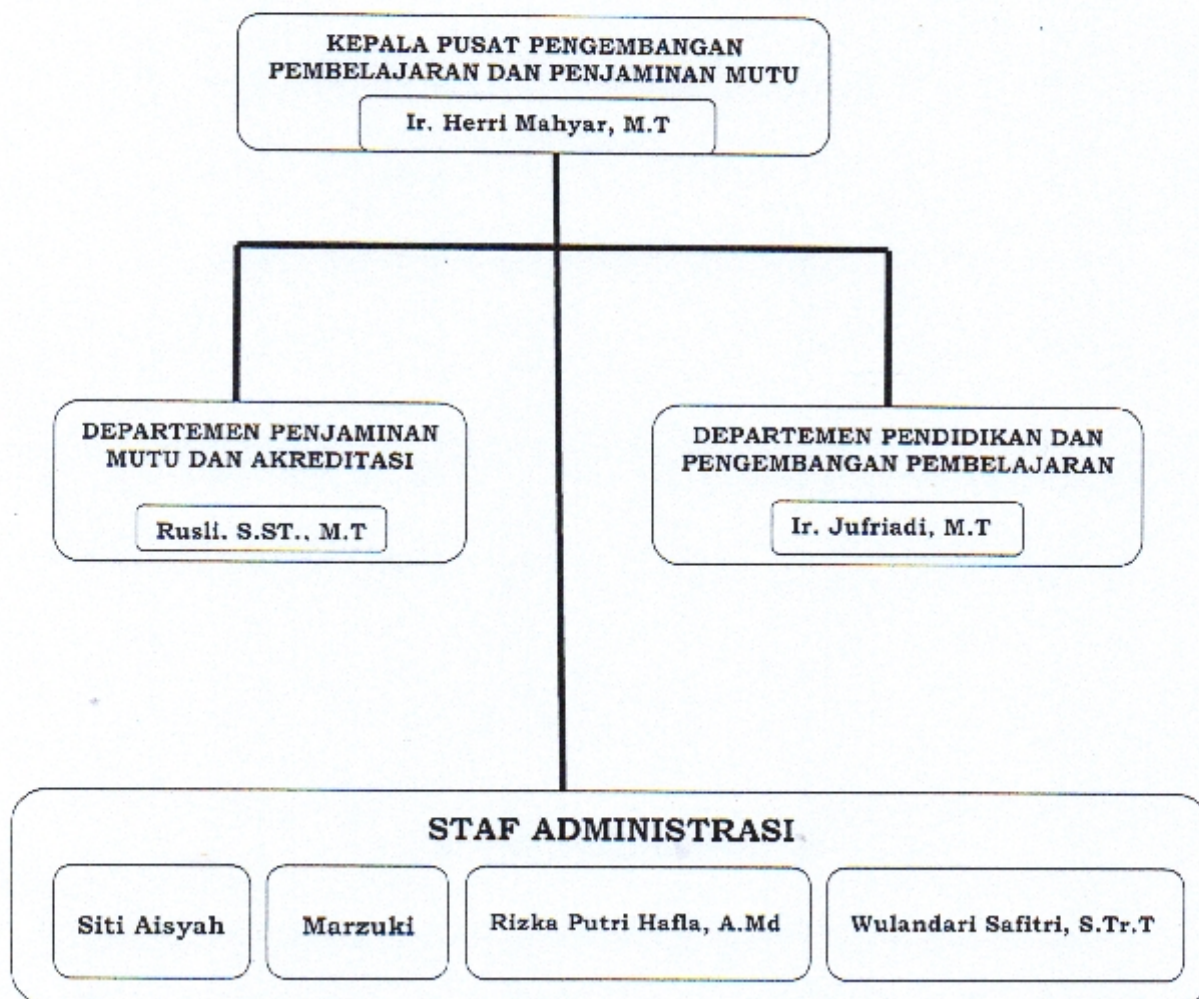 KEPALA PUSAT PENGEMBANGAN
PEMBELAJARAN DAN PENJAMINAN MUTU
Ir. Herri Mahyar, M.T
DEPARTEMEN PENJAMINAN
MUTU DAN AKREDITASI
Rusli. S.ST., M.T
DEPARTEMEN PENDIDIKAN DAN
PENGEMBANGAN PEMBELAJARAN
Ir. Jufriadi, M.T
STAF ADMINISTRASI
Siti Aisyah
Marzuki
Rizka Putri Hafla, A.Md
Wulandari Safitri, S.Tr.T